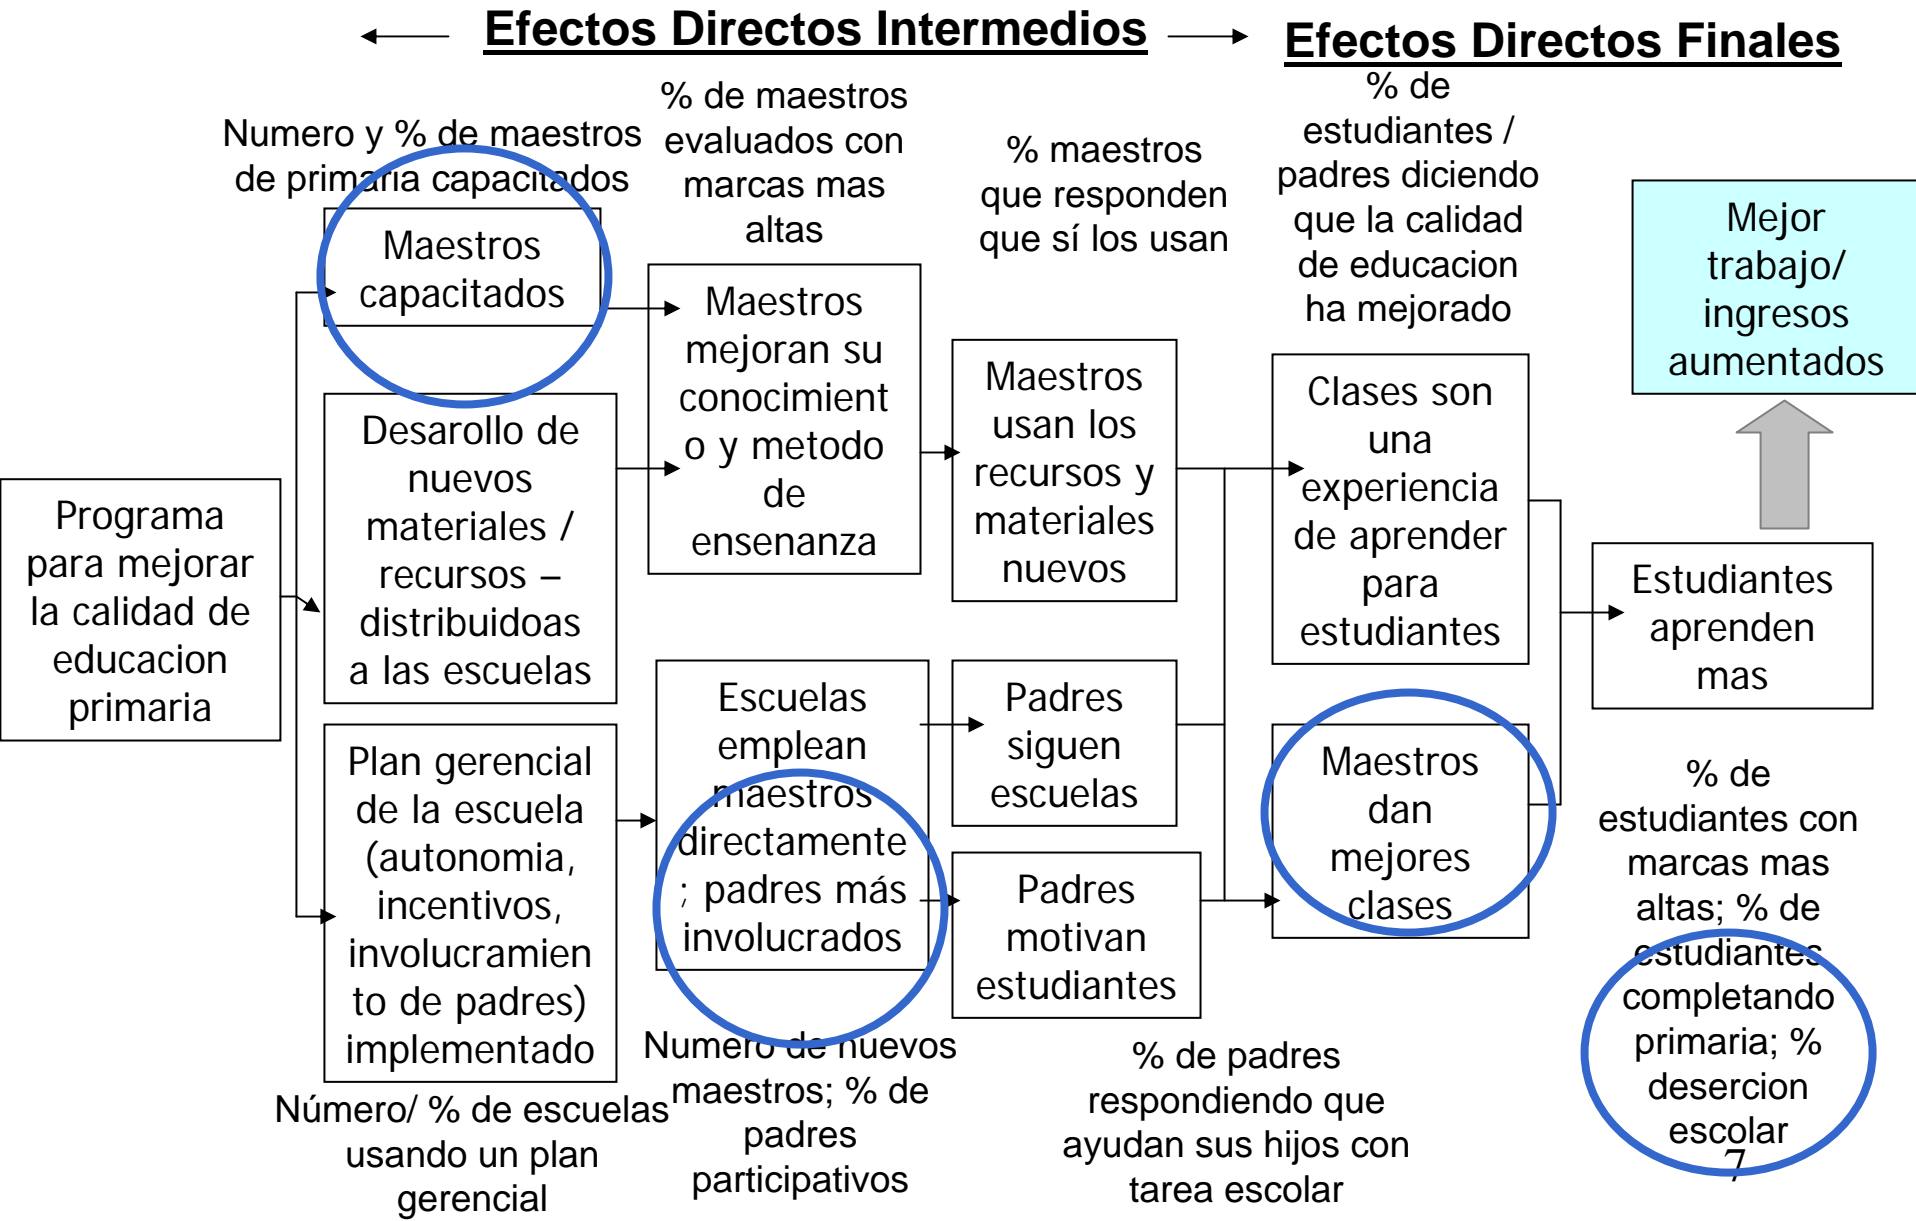 Efectos Directos Intermedios
Efectos Directos Finales
Numero y % de maestros
de primaria capacitados
% de maestros
evaluados con
marcas mas
altas
% maestros
que responden
que sí los usan
% de
estudiantes /
padres diciendo
que la calidad
de educacion
ha mejorado
Mejor
trabajo/
ingresos
aumentados
Maestros
capacitados
Maestros
mejoran su
conocimient
o y metodo
de
ensenanza
Maestros
usan los
recursos y
materiales
nuevos
Clases son
una
experiencia
de aprender
para
estudiantes
Desarollo de
nuevos
materiales /
recursos –
distribuidoas
a las escuelas
Programa
para mejorar
la calidad de
educacion
primaria
Estudiantes
aprenden
mas
Plan gerencial
de la escuela
(autonomia,
incentivos,
involucramien
to de padres)
implementado
Escuelas
emplean
maestros
directamente
; padres más
involucrados
Padres
siguen
escuelas
Padres
motivan
estudiantes
Maestros
dan
mejores
clases
% de
estudiantes con
marcas mas
altas; % de
estudiantes
completando
primaria; %
desercion
escolar
Número/ % de escuelas
usando un plan
gerencial
Numero de nuevos
maestros; % de
padres
participativos
% de padres
respondiendo que
ayudan sus hijos con
tarea escolar
7